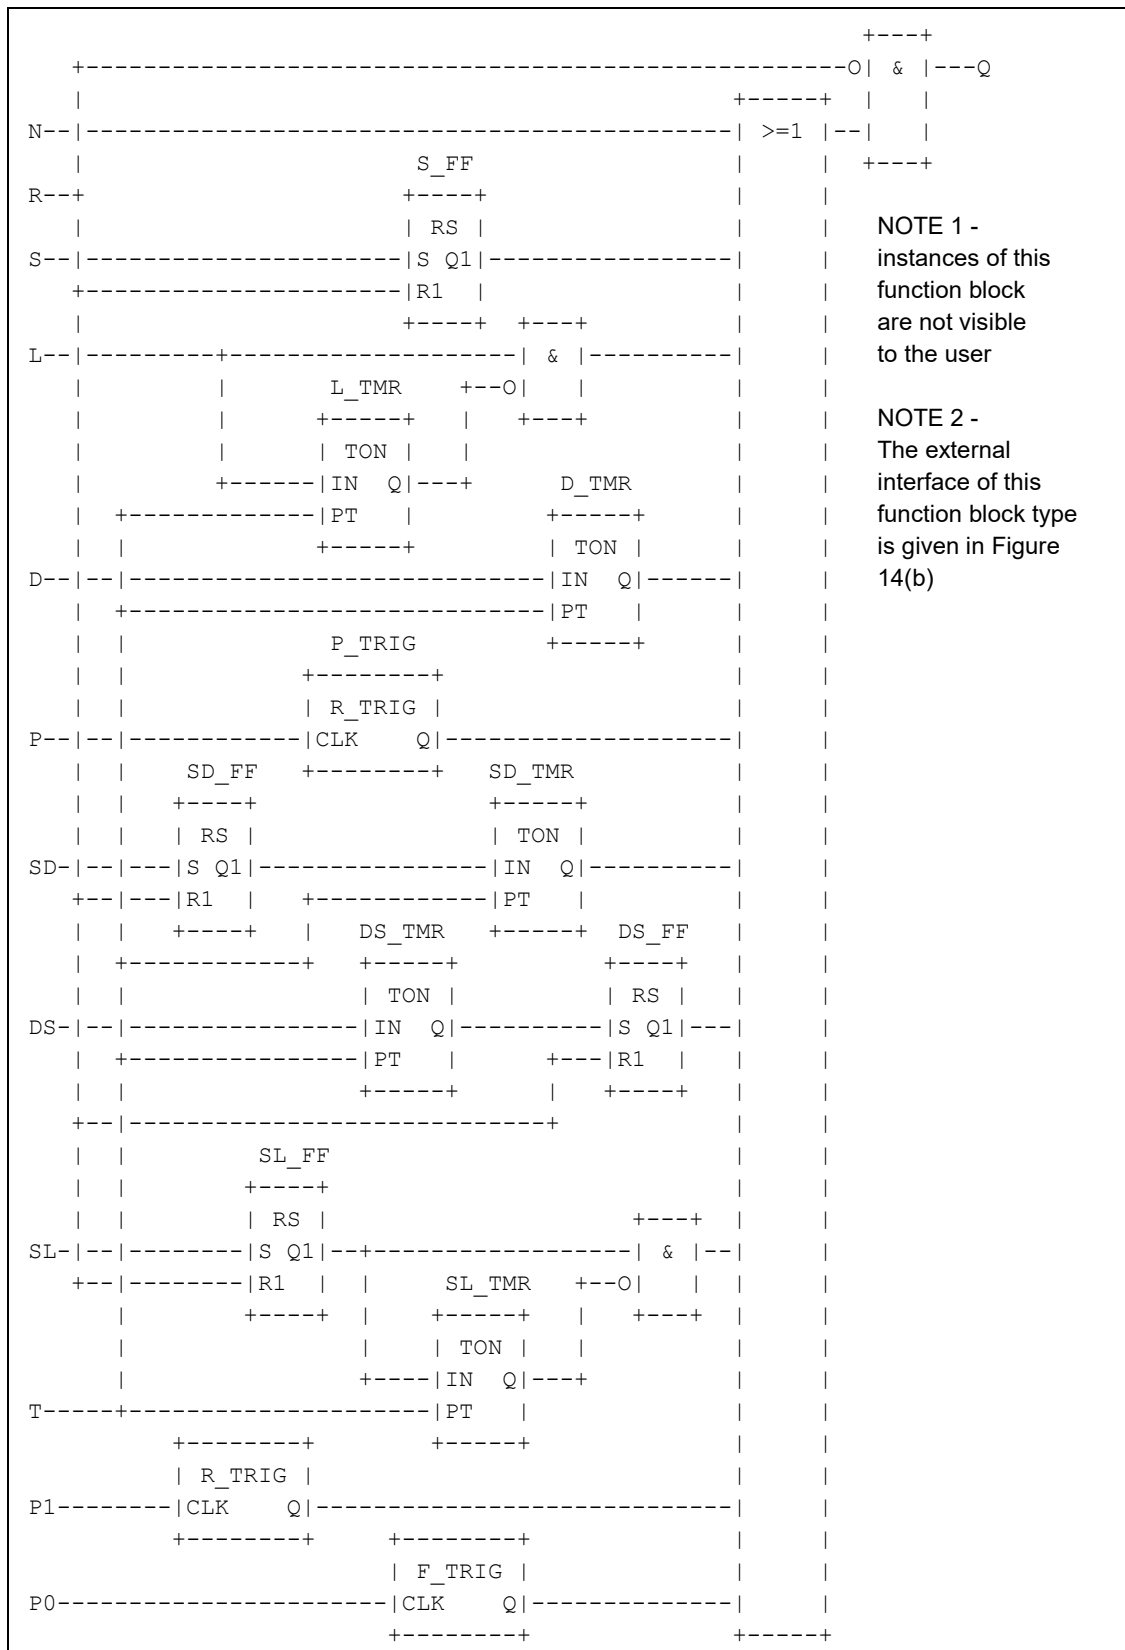 +----+
   +-----------------------------------------------------O| & |---Q
   |                                             +-----+  |    |
N--|---------------------------------------------| >=1 |--|    |
   |                       S_FF                  |     |  +----+
R--+                      +----+                 |     |
   |                      | RS |                 |     |  NOTE 1 -
S--|----------------------|S Q1|-----------------|     |  instances of this
   +----------------------|R1  |                 |     |  function block
   |                      +----+  +---+          |     |  are not visible
L--|---------+--------------------| & |----------|     |  to the user
   |         |       L_TMR    +--O|   |          |     |
   |         |      +-----+   |   +---+          |     |  NOTE 2 -
   |         |      | TON |   |                  |     |  The external
   |         +------|IN  Q|---+      D_TMR       |     |  interface of this
   |  +-------------|PT   |         +-----+      |     |  function block type
   |  |             +-----+         | TON |      |     |  is given in Figure
D--|--|-----------------------------|IN  Q|------|     |  14(b)
   |  +-----------------------------|PT   |      |     |
   |  |              P_TRIG         +-----+      |     |
   |  |            +--------+                    |     |
   |  |            | R_TRIG |                    |     |
P--|--|------------|CLK    Q|--------------------|     |
   |  |    SD_FF   +--------+   SD_TMR           |     |
   |  |   +----+                +-----+          |     |
   |  |   | RS |                | TON |          |     |
SD-|--|---|S Q1|----------------|IN  Q|----------|     |
   +--|---|R1  |   +------------|PT   |          |     |
   |  |   +----+   |   DS_TMR   +-----+  DS_FF   |     |
   |  +------------+   +-----+          +----+   |     |
   |  |                | TON |          | RS |   |     |
DS-|--|----------------|IN  Q|----------|S Q1|---|     |
   |  +----------------|PT   |      +---|R1  |   |     |
   |  |                +-----+      |   +----+   |     |
   +--|-----------------------------+            |     |
   |  |         SL_FF                            |     |
   |  |        +----+                            |     |
   |  |        | RS |                     +----+ |     |
SL-|--|--------|S Q1|--+------------------| & |--|     |
   +--|--------|R1  |  |     SL_TMR   +--O|   |  |     |
      |        +----+  |    +-----+   |   +---+  |     |
      |                |    | TON |   |          |     |
      |                +----|IN  Q|---+          |     |
T-----+---------------------|PT   |              |     |
          +--------+        +-----+              |     |
          | R_TRIG |                             |     |
P1--------|CLK    Q|-----------------------------|     |
          +--------+     +--------+              |     |
                         | F_TRIG |              |     |
P0-----------------------|CLK    Q|--------------|     |
                         +--------+              +-----+